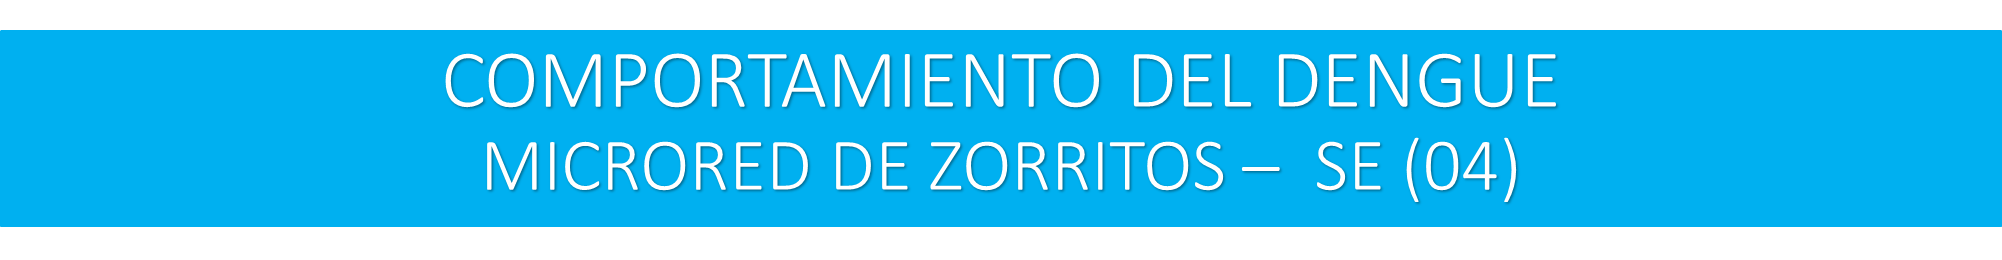 COMPORTAMIENTO DEL DENGUE
MICRORED DE ZORRITOS – SE (04)